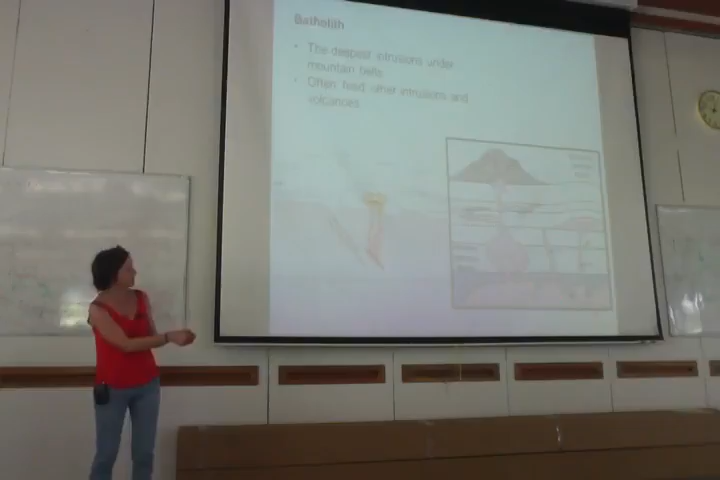 Batholith
• The deepest intrusions under
mountain belts
• Often feed other intrusions and
volcanoes